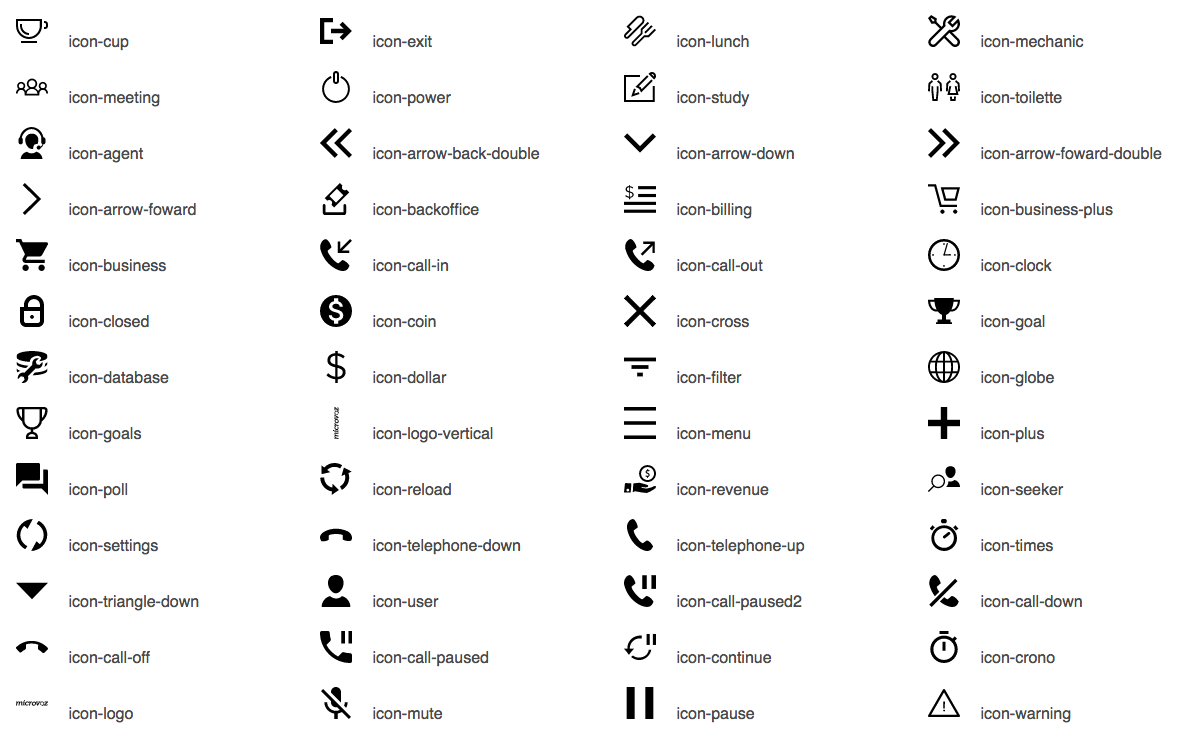 icon-cup
icon-exit
icon-lunch
icon-mechanic
icon-meeting
icon-power
icon-study
icon-toilette
icon-agent
icon-arrow-back-double
icon-arrow-down
icon-arrow-foward-double
icon-arrow-foward
icon-backoffice
$
icon-billing
icon-business-plus
icon-business
icon-call-in
icon-call-out
icon-clock
icon-closed
$
icon-coin
icon-cross
icon-goal
icon-database
$
icon-dollar
icon-filter
icon-globe
icon-goals
microvoz
icon-logo-vertical
icon-menu
icon-plus
icon-poll
icon-reload
$
icon-revenue
icon-seeker
icon-settings
icon-telephone-down
icon-telephone-up
icon-times
icon-triangle-down
icon-user
icon-call-paused2
icon-call-down
icon-call-off
icon-call-paused
icon-continue
icon-crono
microvoz
icon-logo
icon-mute
icon-pause
!
icon-warning